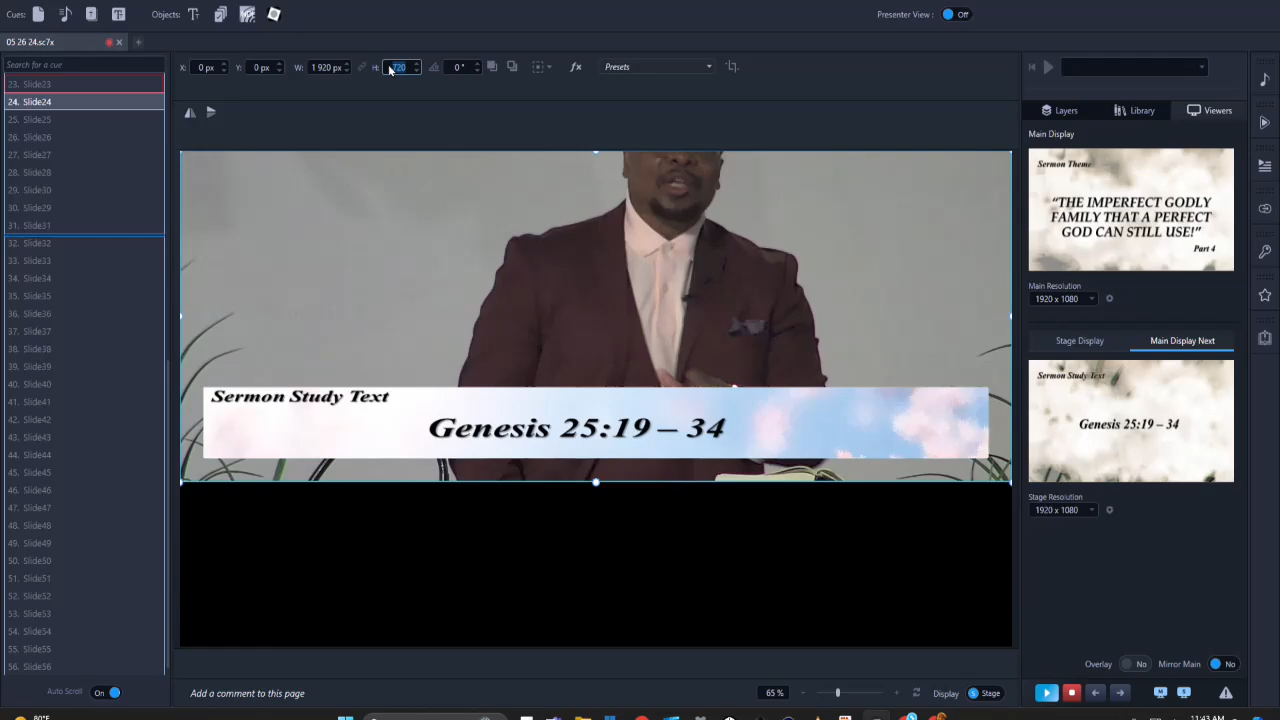 Cues:
Objects:
Presenter View : Off
05 26 24.sc7x
Search for a cue
X: 0 px Y: 0 px W: 1 920 px H: 720 0 ° fx Presets
23. Slide23
24. Slide24
25. Slide25
26. Slide26
27. Slide27
28. Slide28
29. Slide30
30. Slide29
31. Slide31
32. Slide32
33. Slide33
34. Slide34
35. Slide35
36. Slide36
37. Slide37
38. Slide38
39. Slide39
40. Slide40
41. Slide41
42. Slide42
43. Slide43
44. Slide44
45. Slide45
46. Slide46
47. Slide47
48. Slide48
49. Slide49
50. Slide50
51. Slide51
52. Slide52
53. Slide53
54. Slide54
55. Slide55
56. Slide56
Auto Scroll On
Sermon Study Text
Genesis 25:19 – 34
Layers Library Viewers
Main Display
Sermon Theme
“THE IMPERFECT GODLY
FAMILY THAT A PERFECT
GOD CAN STILL USE!”
Part 4
Main Resolution
1920 x 1080
Stage Display Main Display Next
Sermon Study Text
Genesis 25:19 – 34
Stage Resolution
1920 x 1080
Overlay No Mirror Main No
Add a comment to this page
65 %
Display S Stage
M S
80°F
11:43 AM